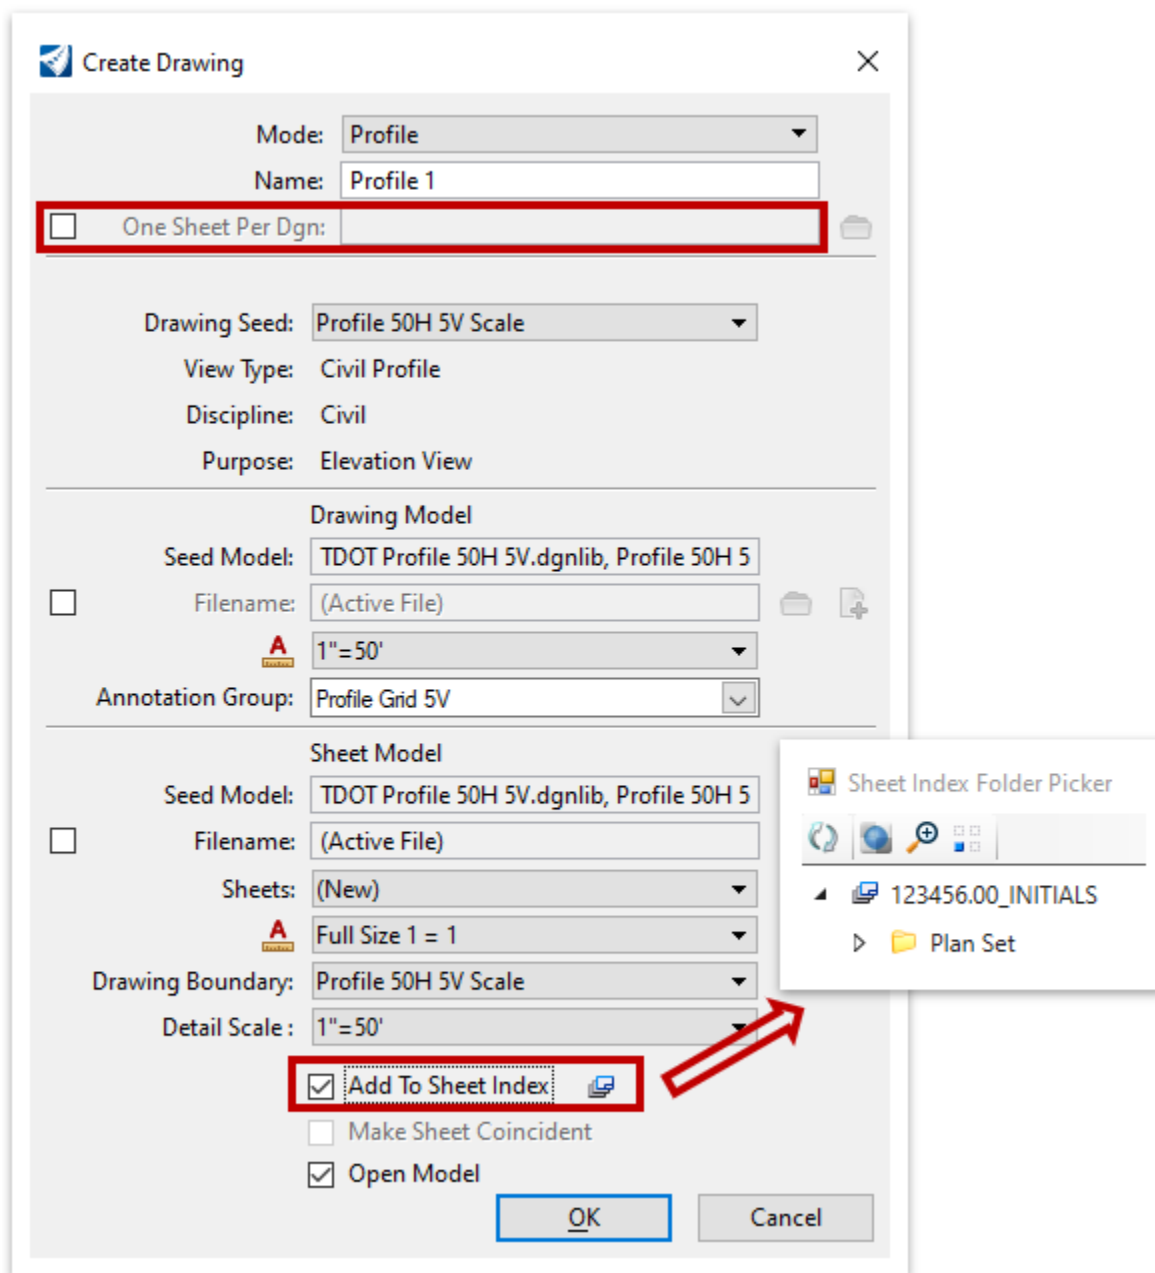 Create Drawing
Mode: Profile
Name: Profile 1
One Sheet Per Dgn:
Drawing Seed: Profile 50H 5V Scale
View Type: Civil Profile
Discipline: Civil
Purpose: Elevation View
Drawing Model
Seed Model: TDOT Profile 50H 5V.dgnlib, Profile 50H 5
Filename: (Active File)
A 1"=50'
Annotation Group: Profile Grid 5V
Sheet Model
Seed Model: TDOT Profile 50H 5V.dgnlib, Profile 50H 5
Filename: (Active File)
Sheets: (New)
A Full Size 1 = 1
Drawing Boundary: Profile 50H 5V Scale
Detail Scale : 1"=50'
Add To Sheet Index
Make Sheet Coincident
Open Model
OK Cancel
Sheet Index Folder Picker
123456.00_INITIALS
Plan Set